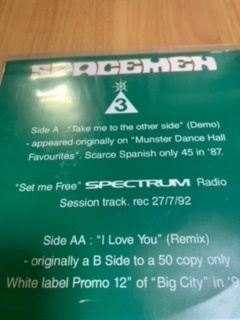 SPACEMEN
3
Side A : "Take me to the other side" (Demo)
- appeared originally on "Munster Dance Hall
Favourites". Scarce Spanish only 45 in '87.
"Set me Free" SPECTRUM Radio
Session track. rec 27/7/92
Side AA : "I Love You" (Remix)
- originally a B Side to a 50 copy only
White label Promo 12" of "Big City" in '9